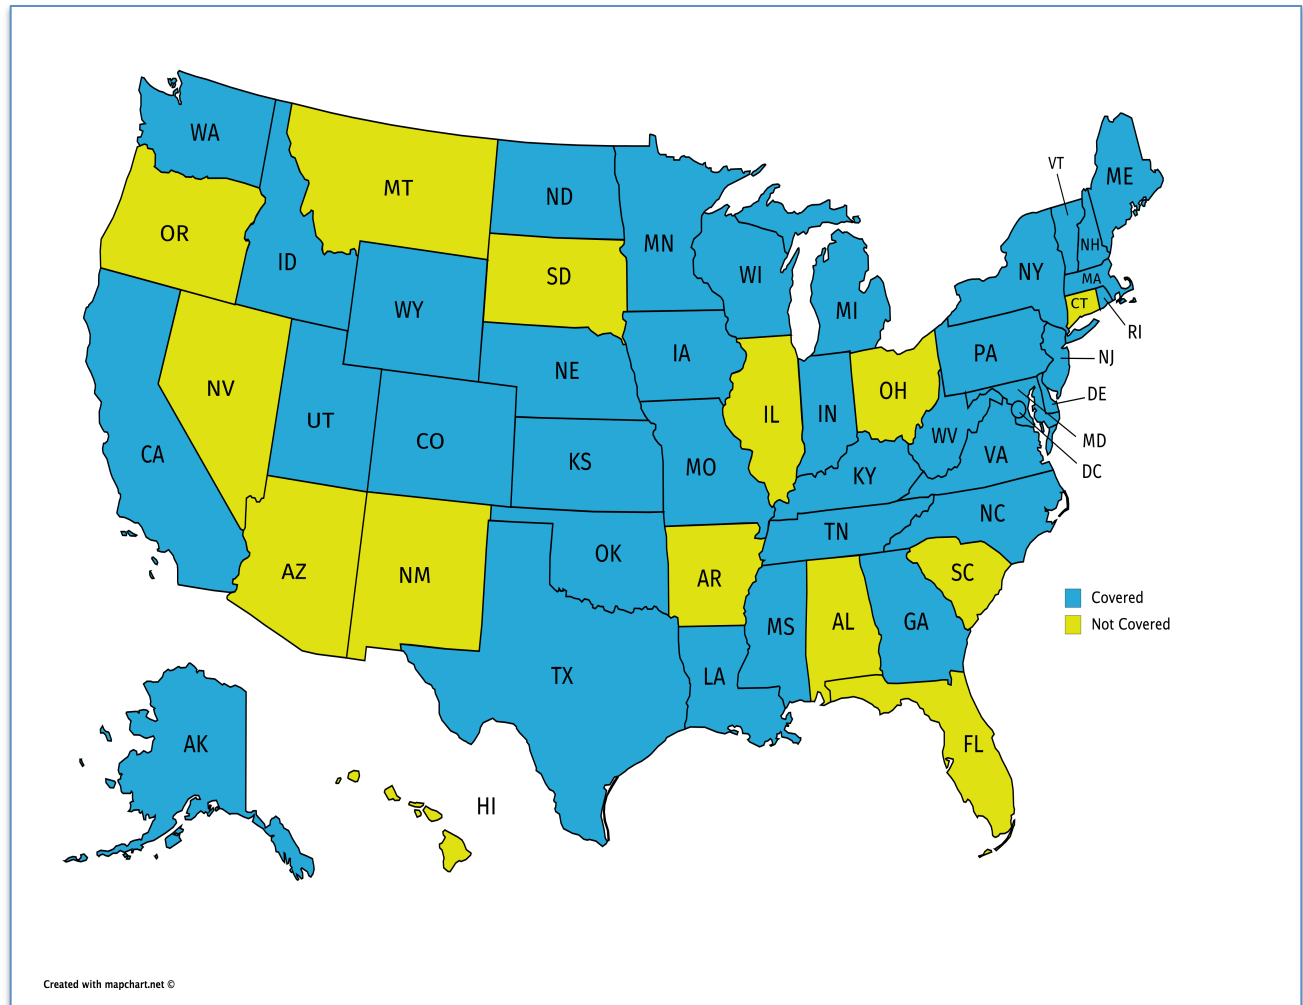 WA
MT
ND
OR
ID
SD
MN
WY
WI
MI
NY
VT
ME
NH
MA
CT
RI
NV
UT
CO
NE
IA
IL
IN
OH
PA
NJ
DE
MD
DC
CA
KS
MO
KY
WV
VA
AZ
NM
OK
AR
TN
NC
SC
TX
LA
MS
AL
GA
FL
AK
HI
Covered
Not Covered
Created with mapchart.net ©